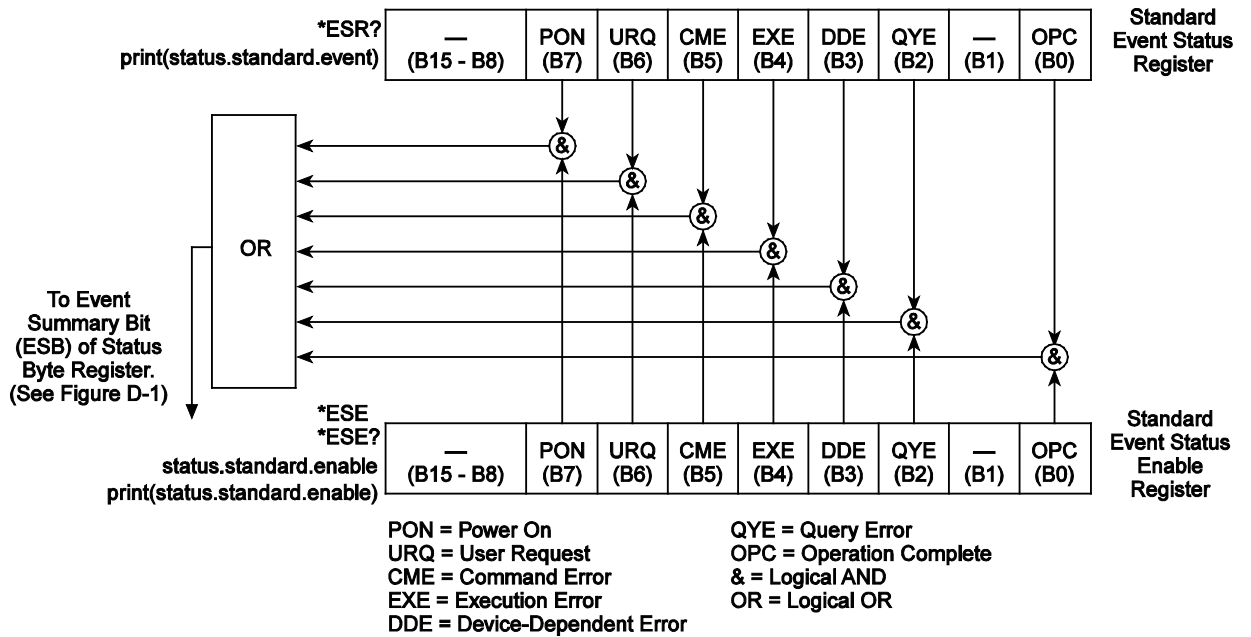 *ESR?
print(status.standard.event)
— PON URQ CME EXE DDE QYE — OPC
(B15 - B8) (B7) (B6) (B5) (B4) (B3) (B2) (B1) (B0)
Standard
Event Status
Register
&
&
&
&
&
&
&
OR
To Event
Summary Bit
(ESB) of Status
Byte Register.
(See Figure D-1)
*ESE
*ESE?
status.standard.enable
print(status.standard.enable)
— PON URQ CME EXE DDE QYE — OPC
(B15 - B8) (B7) (B6) (B5) (B4) (B3) (B2) (B1) (B0)
Standard
Event Status
Enable
Register
PON = Power On
URQ = User Request
CME = Command Error
EXE = Execution Error
DDE = Device-Dependent Error
QYE = Query Error
OPC = Operation Complete
& = Logical AND
OR = Logical OR